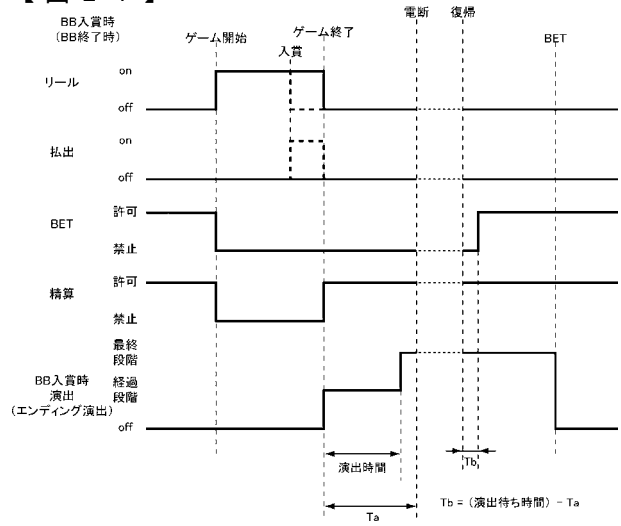 BB入賞時
(BB終了時)
ゲーム開始
ゲーム終了
入賞
電断
復帰
BET
リール
on
off
払出
on
off
BET
許可
禁止
精算
許可
禁止
BB入賞時
演出
(エンディング演出)
最終
段階
経過
段階
off
演出時間
Ta
Tb
Tb = (演出待ち時間) - Ta